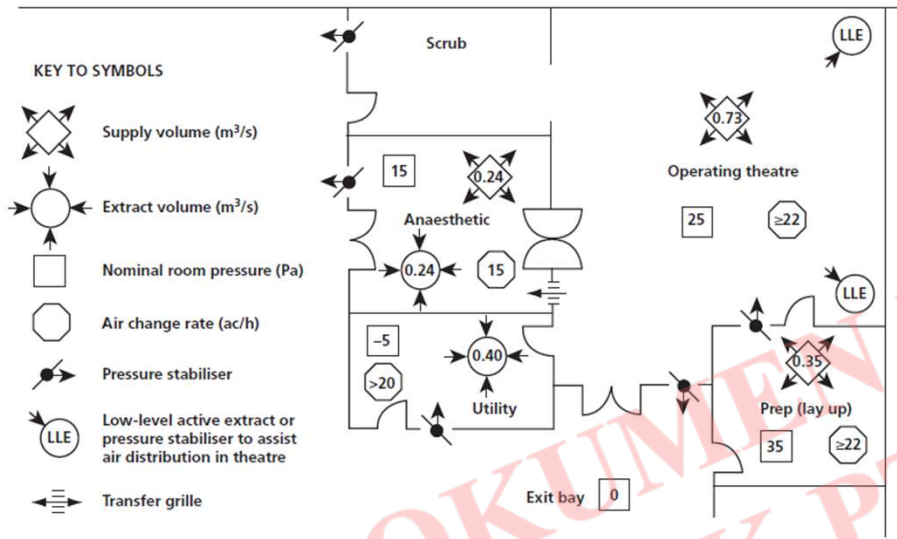 KEY TO SYMBOLS
Supply volume (m³/s)
Extract volume (m³/s)
Nominal room pressure (Pa)
Air change rate (ac/h)
Pressure stabiliser
LLE
Low-level active extract or
pressure stabiliser to assist
air distribution in theatre
Transfer grille
Scrub
LLE
0.73
Operating theatre
25
≥22
LLE
15
0.24
Anaesthetic
0.24
15
–5
0.40
>20
Utility
0.35
Prep (lay up)
35
≥22
Exit bay
0
OKUMEN
K PT